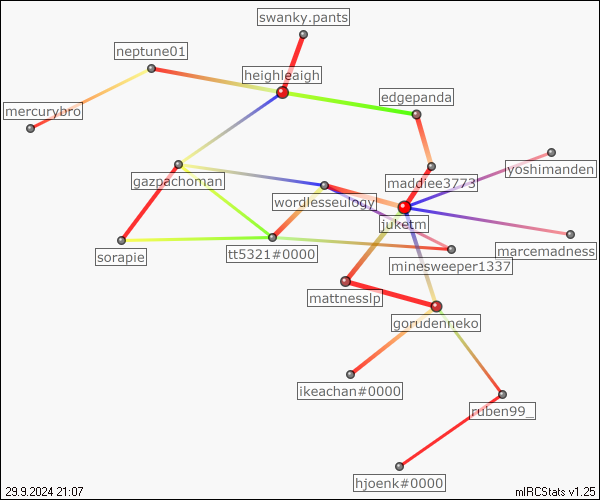 swanky.pants
neptune01
heighleaigh
edgepanda
mercurybro
yoshimanden
gazpachoman
maddiee3773
wordlesseulogy
juketm
sorapie
tt5321#0000
marcemadness
minesweeper1337
mattnesslp
gorudenneko
ikeachan#0000
ruben99_
hjoenk#0000
29.9.2024 21:07
mIRCStats v1.25